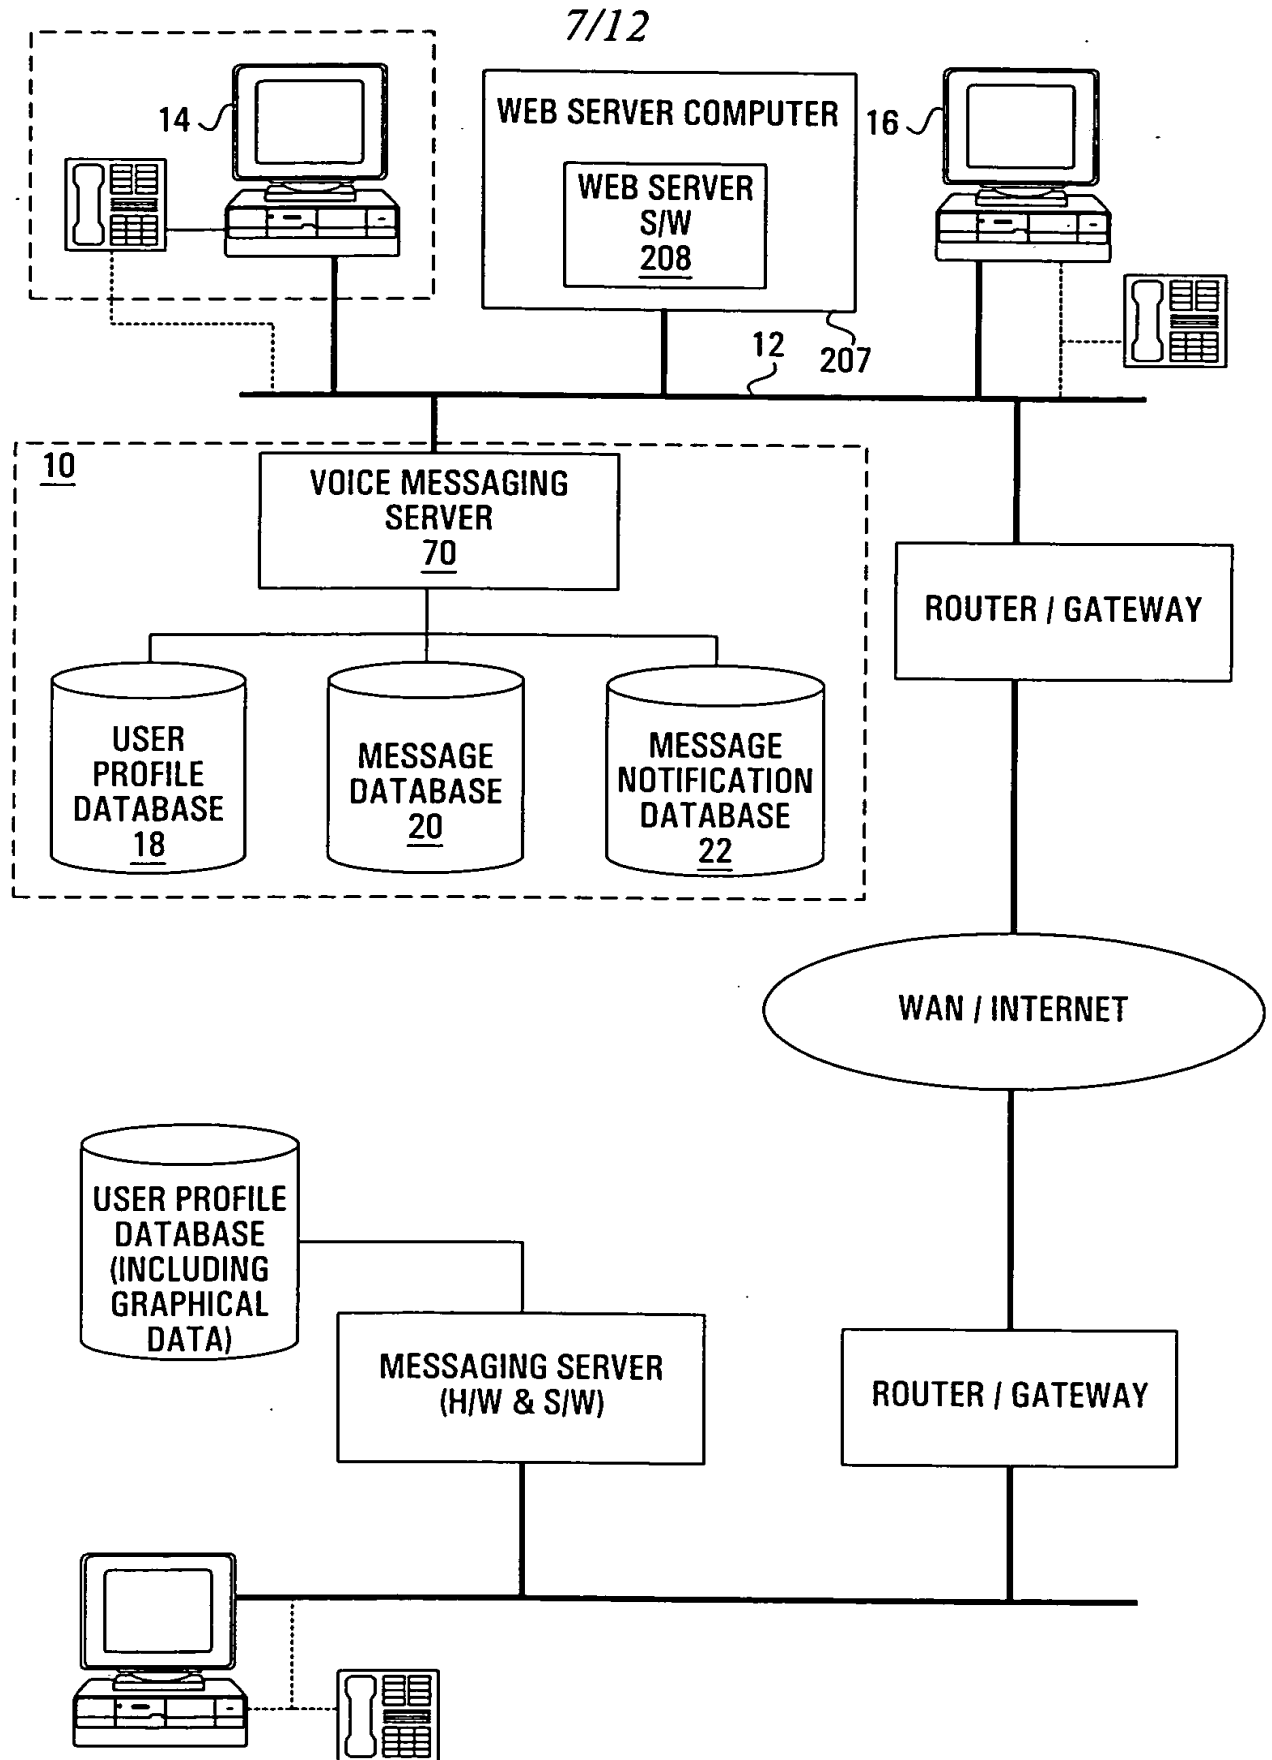 7/12
14
WEB SERVER COMPUTER
16
WEB SERVER
S/W
208
12
207
10
VOICE MESSAGING
SERVER
70
ROUTER / GATEWAY
USER
PROFILE
DATABASE
18
MESSAGE
DATABASE
20
MESSAGE
NOTIFICATION
DATABASE
22
WAN / INTERNET
USER PROFILE
DATABASE
(INCLUDING
GRAPHICAL
DATA)
MESSAGING SERVER
(H/W & S/W)
ROUTER / GATEWAY